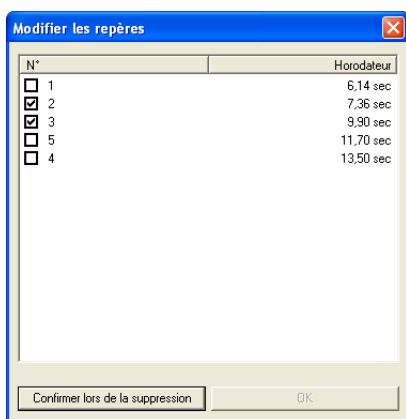 Modifier les repères
N° Horodateur
1 6,14 sec
2 7,36 sec
3 9,90 sec
5 11,70 sec
4 13,50 sec
Confirmer lors de la suppression OK